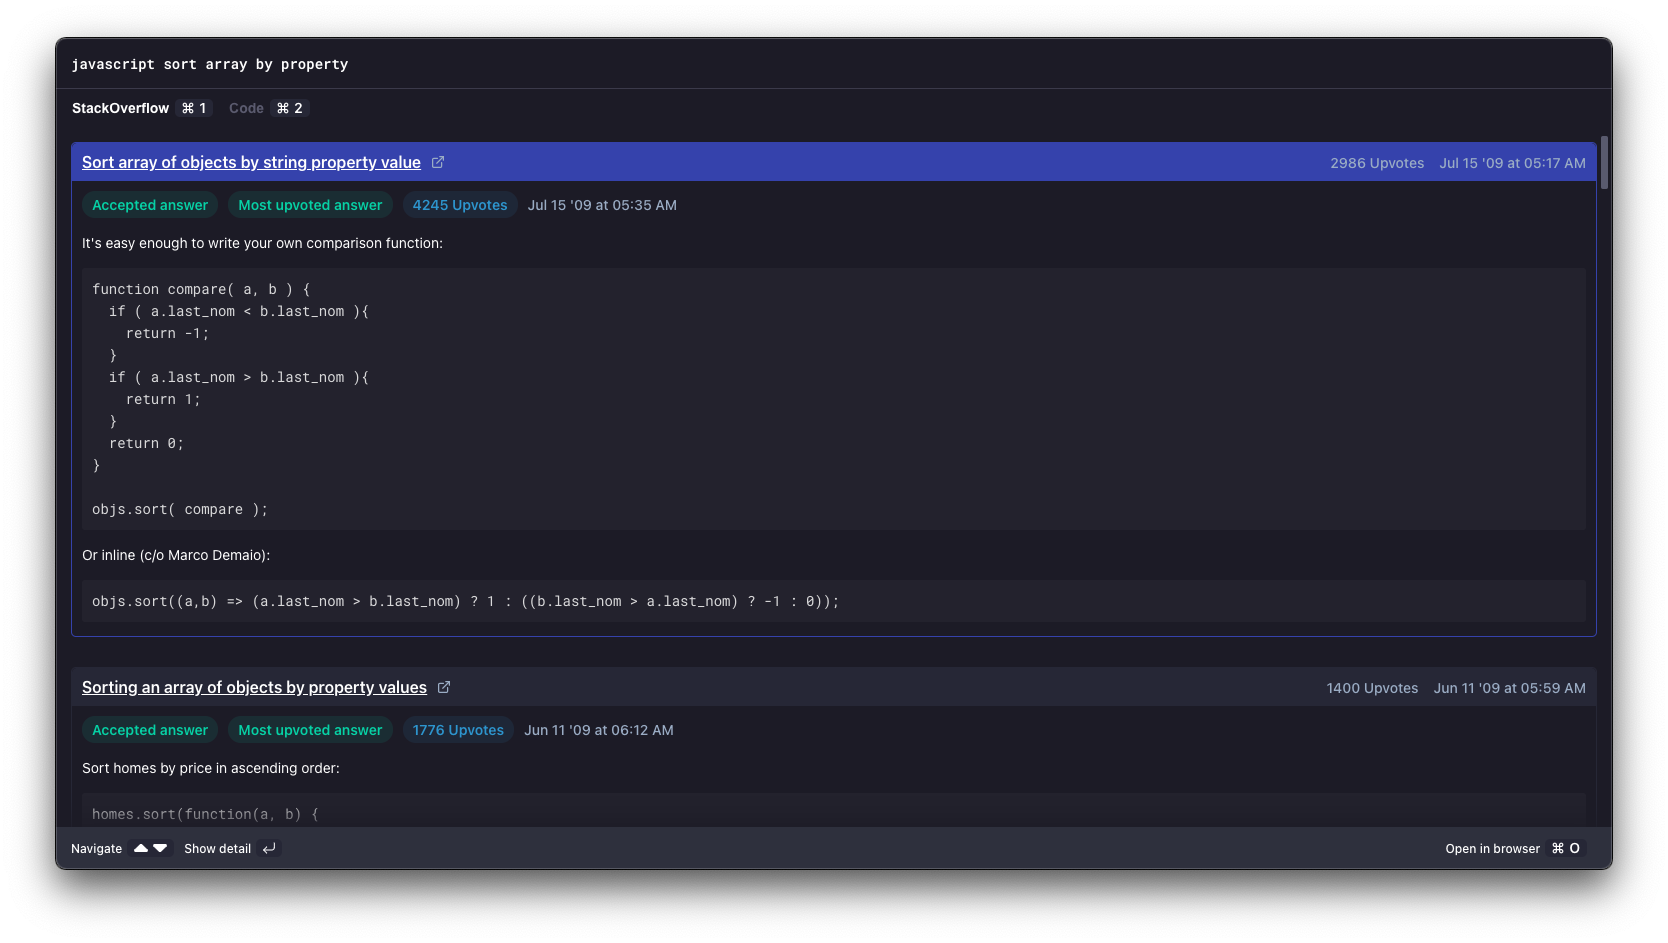 javascript sort array by property
StackOverflow ⌘ 1 Code ⌘ 2
Sort array of objects by string property value 2986 Upvotes Jul 15 '09 at 05:17 AM
Accepted answer Most upvoted answer 4245 Upvotes Jul 15 '09 at 05:35 AM
It's easy enough to write your own comparison function:
function compare( a, b ) {
  if ( a.last_nom < b.last_nom ){
    return -1;
  }
  if ( a.last_nom > b.last_nom ){
    return 1;
  }
  return 0;
}
objs.sort( compare );
Or inline (c/o Marco Demaio):
objs.sort((a,b) => (a.last_nom > b.last_nom) ? 1 : ((b.last_nom > a.last_nom) ? -1 : 0));
Sorting an array of objects by property values 1400 Upvotes Jun 11 '09 at 05:59 AM
Accepted answer Most upvoted answer 1776 Upvotes Jun 11 '09 at 06:12 AM
Sort homes by price in ascending order:
homes.sort(function(a, b) {
Navigate Show detail Open in browser ⌘ O